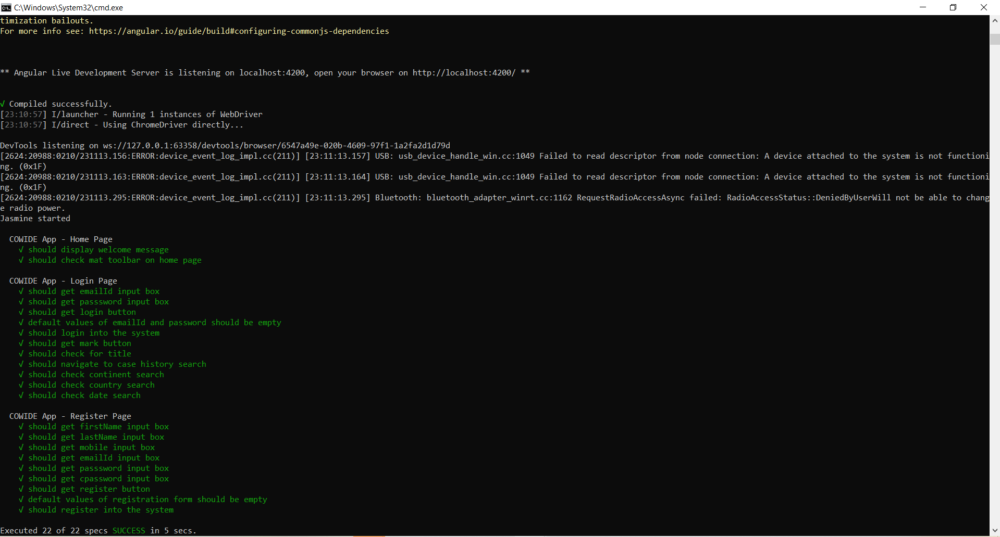 C:\Windows\System32\cmd.exe
timization bailouts.
For more info see: https://angular.io/guide/build#configuring-commonjs-dependencies
** Angular Live Development Server is listening on localhost:4200, open your browser on http://localhost:4200/ **
√ Compiled successfully.
[23:10:57] I/launcher - Running 1 instances of WebDriver
[23:10:57] I/direct - Using ChromeDriver directly...
DevTools listening on ws://127.0.0.1:63358/devtools/browser/6547a49e-020b-4609-97f1-1a2fa2d1d79d
[2624:20988:0210/231113.156:ERROR:device_event_log_impl.cc(211)] [23:11:13.157] USB: usb_device_handle_win.cc:1049 Failed to read descriptor from node connection: A device attached to the system is not functioni
ng. (0x1F)
[2624:20988:0210/231113.163:ERROR:device_event_log_impl.cc(211)] [23:11:13.164] USB: usb_device_handle_win.cc:1049 Failed to read descriptor from node connection: A device attached to the system is not functioni
ng. (0x1F)
[2624:20988:0210/231113.295:ERROR:device_event_log_impl.cc(211)] [23:11:13.295] Bluetooth: bluetooth_adapter_winrt.cc:1162 RequestRadioAccessAsync failed: RadioAccessStatus::DeniedByUserWill not be able to chang
e radio power.
Jasmine started
COWIDE App - Home Page
√ should display welcome message
√ should check mat toolbar on home page
COWIDE App - Login Page
√ should get emailId input box
√ should get passsword input box
√ should get login button
√ default values of emailId and password should be empty
√ should login into the system
√ should get mark button
√ should check for title
√ should navigate to case history search
√ should check continent search
√ should check country search
√ should check date search
COWIDE App - Register Page
√ should get firstName input box
√ should get lastName input box
√ should get mobile input box
√ should get emailId input box
√ should get passsword input box
√ should get cpassword input box
√ should get register button
√ default values of registration form should be empty
√ should register into the system
Executed 22 of 22 specs SUCCESS in 5 secs.